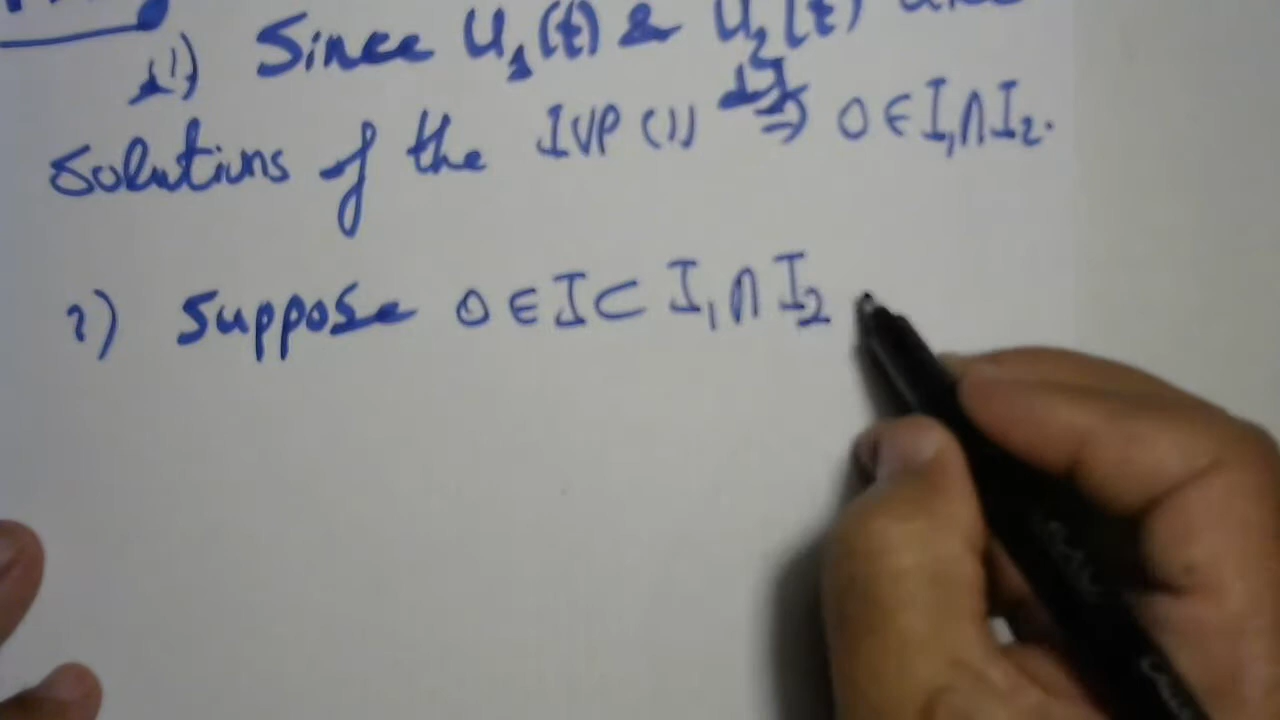 1) Since U₁(t) & U₂(t) are
Solutions of the IVP (1) ⇒ 0 ∈ I₁∩I₂.
2) Suppose 0 ∈ I ⊂ I₁ ∩ I₂